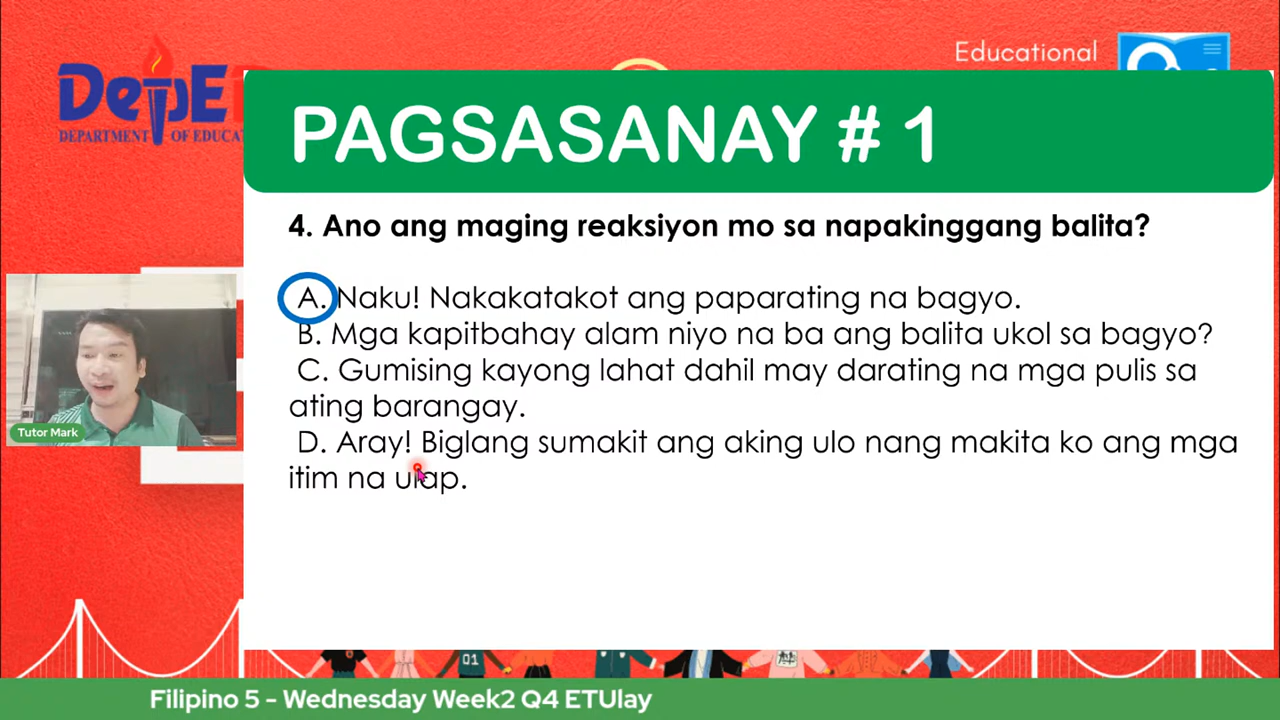 Educational
DepE
DEPARTMENT OF EDUCAT
PAGSASANAY # 1
4. Ano ang maging reaksiyon mo sa napakinggang balita?
A. Naku! Nakakatakot ang paparating na bagyo.
B. Mga kapitbahay alam niyo na ba ang balita ukol sa bagyo?
C. Gumising kayong lahat dahil may darating na mga pulis sa
ating barangay.
D. Aray! Biglang sumakit ang aking ulo nang makita ko ang mga
itim na ulap.
Tutor Mark
01
Filipino 5 - Wednesday Week2 Q4 ETUlay